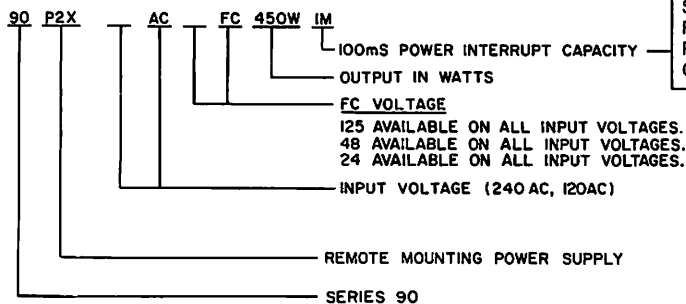 90 P2X _ AC _ FC 450W 1M
100mS POWER INTERRUPT CAPACITY
OUTPUT IN WATTS
FC VOLTAGE
125 AVAILABLE ON ALL INPUT VOLTAGES.
48 AVAILABLE ON ALL INPUT VOLTAGES.
24 AVAILABLE ON ALL INPUT VOLTAGES.
INPUT VOLTAGE (240 AC, 120AC)
REMOTE MOUNTING POWER SUPPLY
SERIES 90